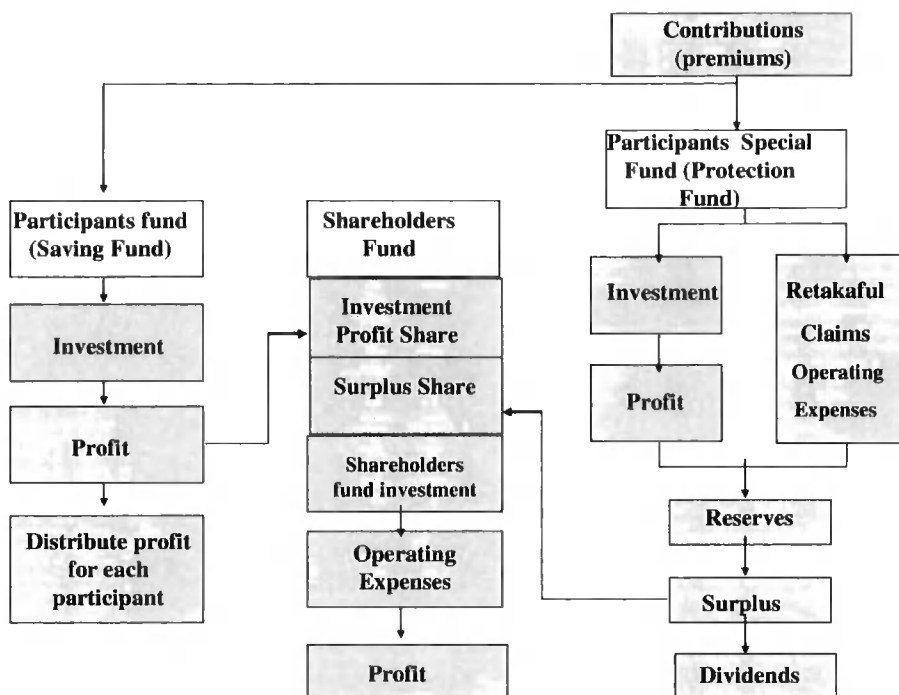 Contributions
(premiums)
Participants Special
Fund (Protection
Fund)
Participants fund
(Saving Fund)
Shareholders
Fund
Investment
Profit
Distribute profit
for each
participant
Investment
Profit Share
Surplus Share
Shareholders
fund investment
Operating
Expenses
Profit
Investment
Profit
Retakaful
Claims
Operating
Expenses
Reserves
Surplus
Dividends